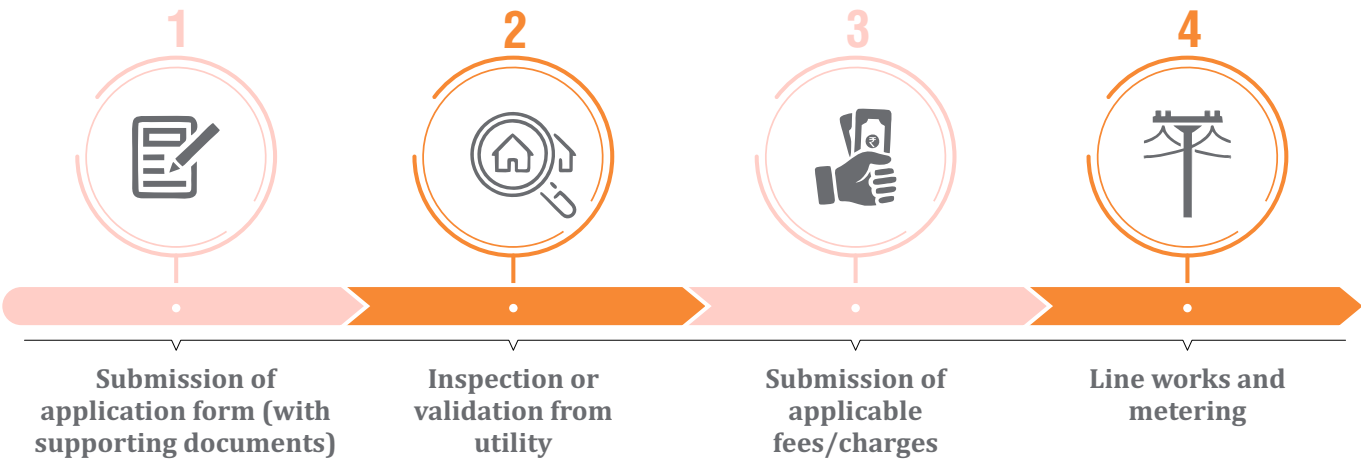 1
2
3
4
₹
Submission of
application form (with
supporting documents)
Inspection or
validation from
utility
Submission of
applicable
fees/charges
Line works and
metering